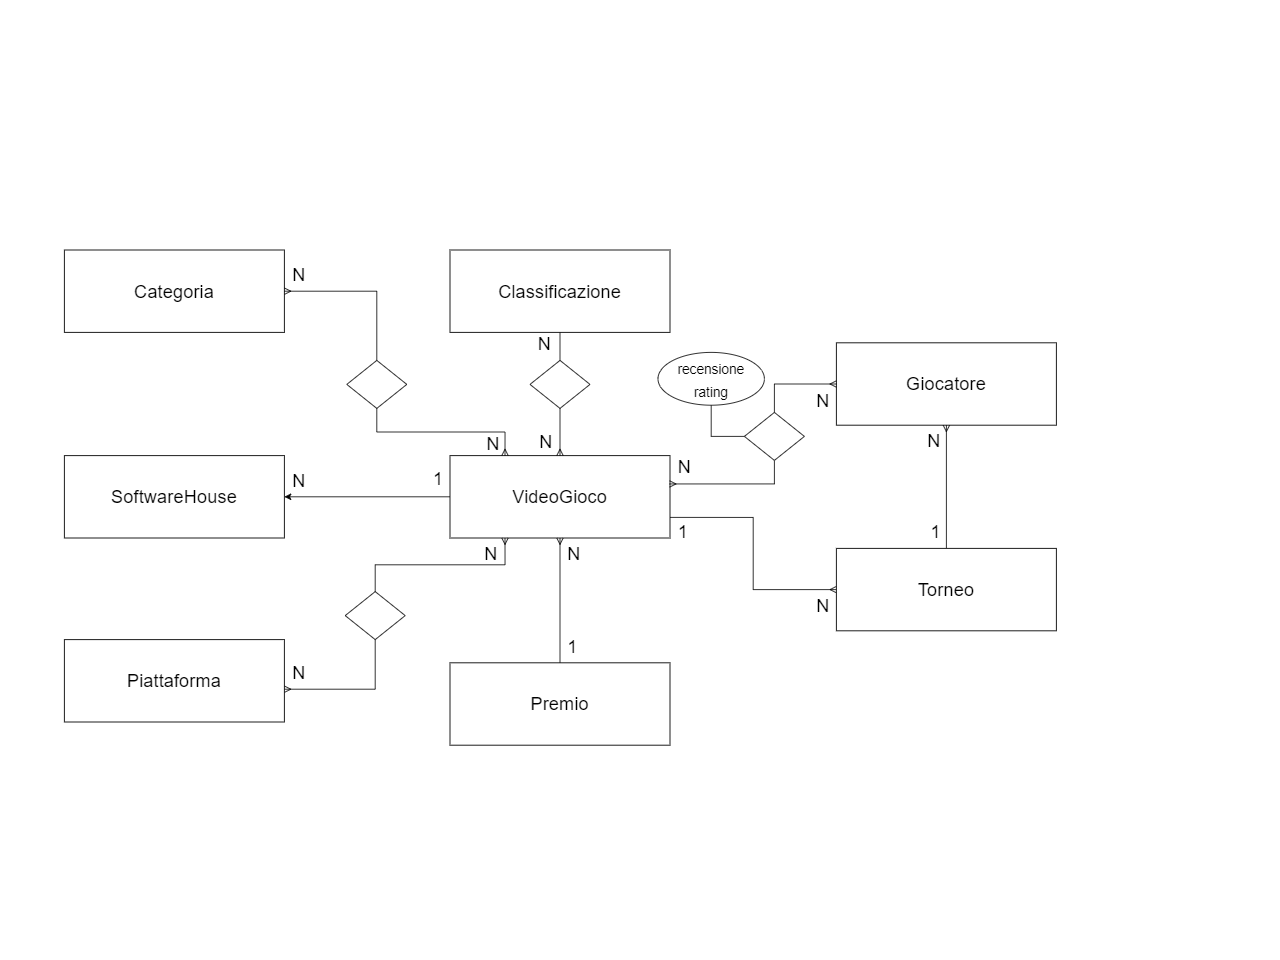 Categoria
N
Classificazione
N
recensione
rating
Giocatore
N
N
N
N
N
SoftwareHouse
N
1
VideoGioco
1
1
Torneo
N
N
N
Piattaforma
N
1
Premio